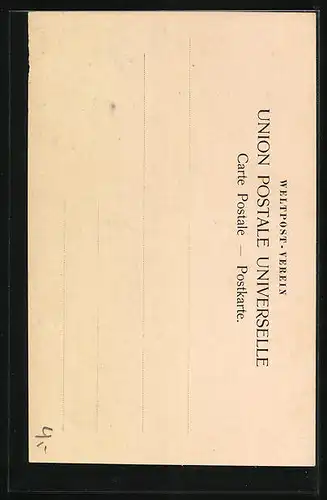 WELTPOST-VEREIN
UNION POSTALE UNIVERSELLE
Carte Postale — Postkarte.
4,-